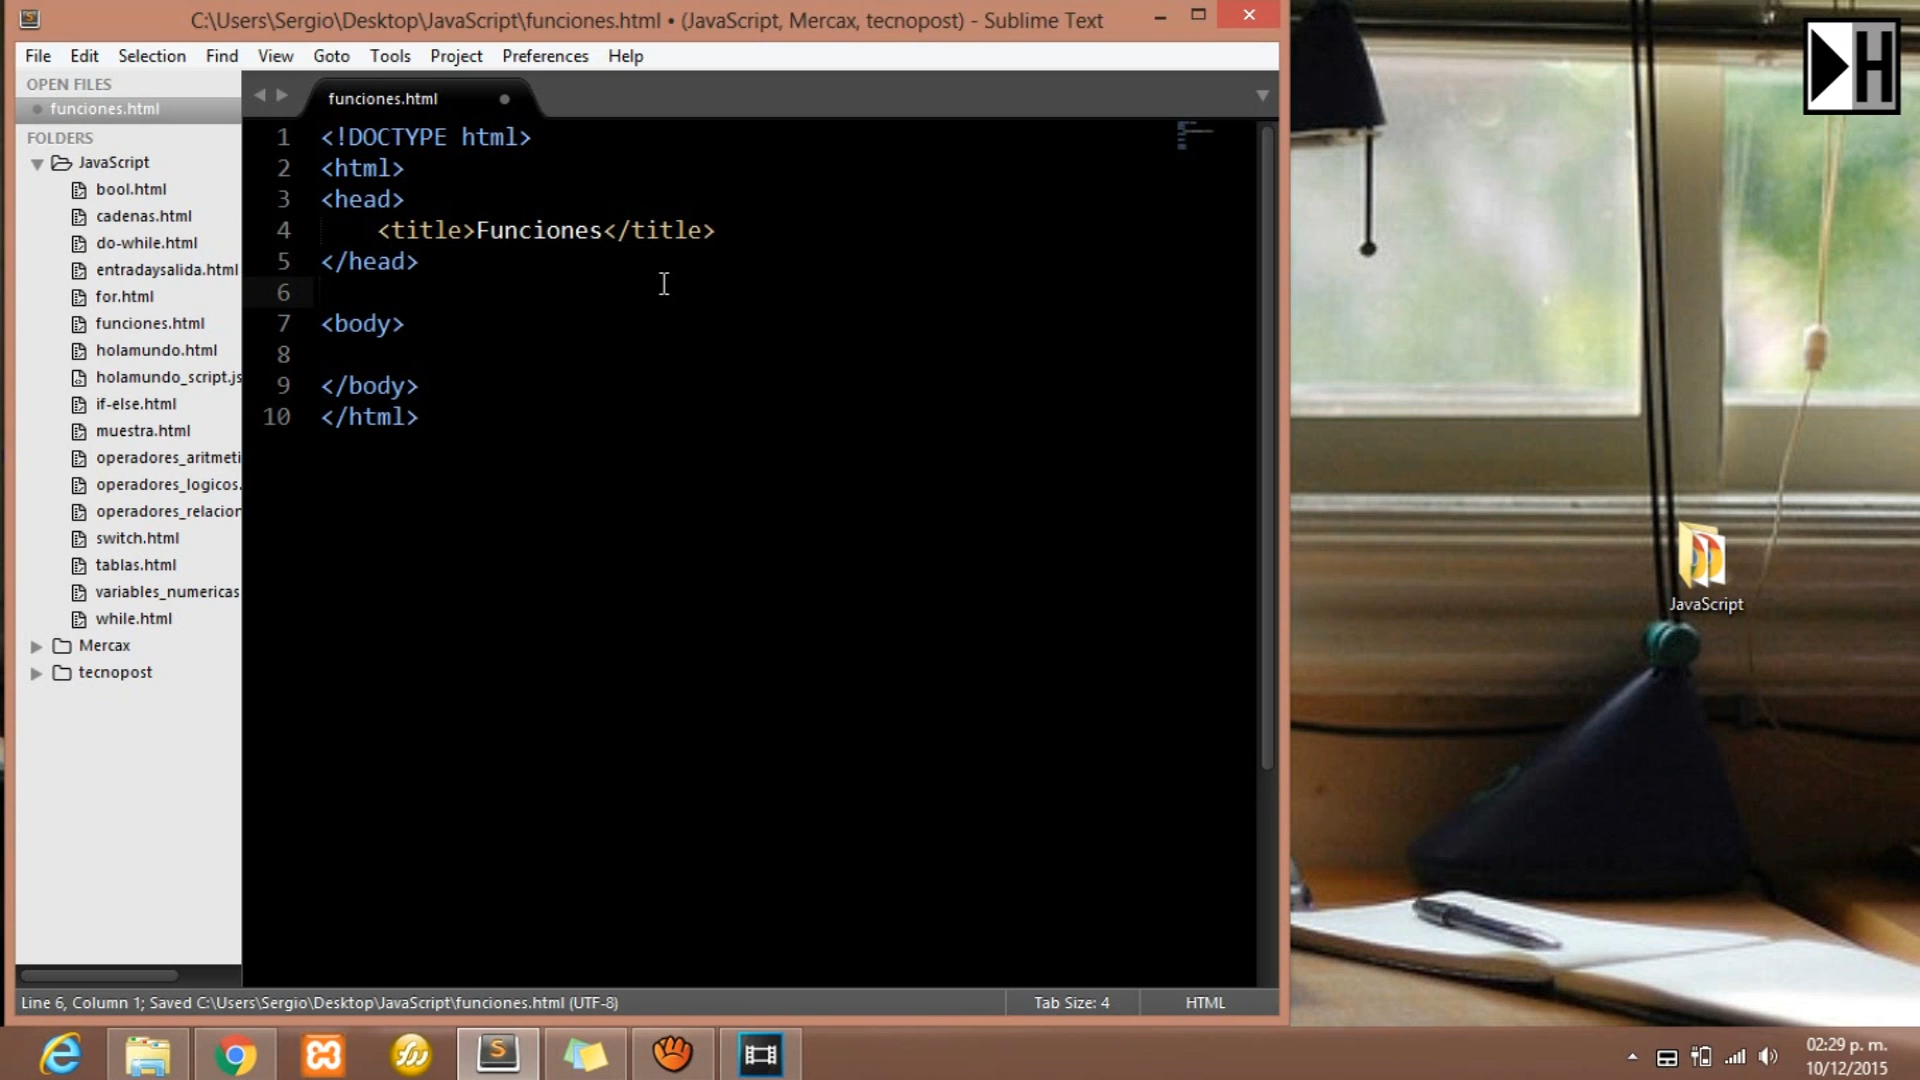 C:\Users\Sergio\Desktop\JavaScript\funciones.html • (JavaScript, Mercax, tecnopost) - Sublime Text
File Edit Selection Find View Goto Tools Project Preferences Help
OPEN FILES
funciones.html
FOLDERS
JavaScript
bool.html
cadenas.html
do-while.html
entradaysalida.html
for.html
funciones.html
holamundo.html
holamundo_script.js
if-else.html
muestra.html
operadores_aritmeti
operadores_logicos.
operadores_relacion
switch.html
tablas.html
variables_numericas
while.html
Mercax
tecnopost
funciones.html
1 <!DOCTYPE html>
2 <html>
3 <head>
4 <title>Funciones</title>
5 </head>
6
7 <body>
8
9 </body>
10 </html>
Line 6, Column 1; Saved C:\Users\Sergio\Desktop\JavaScript\funciones.html (UTF-8)
Tab Size: 4
HTML
H
JavaScript
02:29 p. m.
10/12/2015